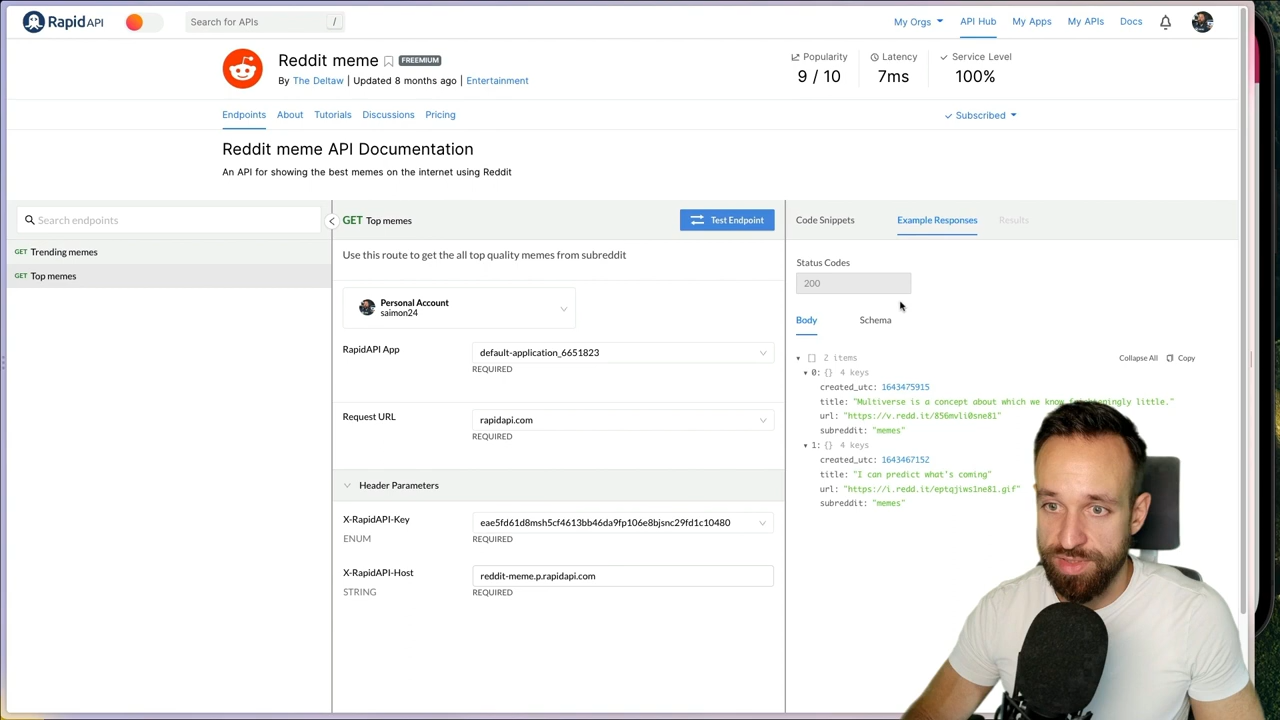 RapidAPI
Search for APIs
/
My Orgs
API Hub
My Apps
My APIs
Docs
Reddit meme
FREEMIUM
By The Deltaw | Updated 8 months ago | Entertainment
Popularity
9 / 10
Latency
7ms
Service Level
100%
Endpoints
About
Tutorials
Discussions
Pricing
Subscribed
Reddit meme API Documentation
An API for showing the best memes on the internet using Reddit
Search endpoints
GET Trending memes
GET Top memes
GET Top memes
Test Endpoint
Use this route to get the all top quality memes from subreddit
Personal Account
saimon24
RapidAPI App
default-application_6651823
REQUIRED
Request URL
rapidapi.com
REQUIRED
Header Parameters
X-RapidAPI-Key
ENUM
eae5fd61d8msh5cf4613bb46da9fp106e8bjsnc29fd1c10480
REQUIRED
X-RapidAPI-Host
STRING
reddit-meme.p.rapidapi.com
REQUIRED
Code Snippets
Example Responses
Results
Status Codes
200
Body
Schema
[] 2 items
Collapse All
Copy
0: {} 4 keys
created_utc: 1643475915
title: "Multiverse is a concept about which we know little."
url: "https://v.redd.it/856mvli0sne81"
subreddit: "memes"
1: {} 4 keys
created_utc: 1643467152
title: "I can predict what's coming"
url: "https://i.redd.it/eptqjiws1ne81.gif"
subreddit: "memes"